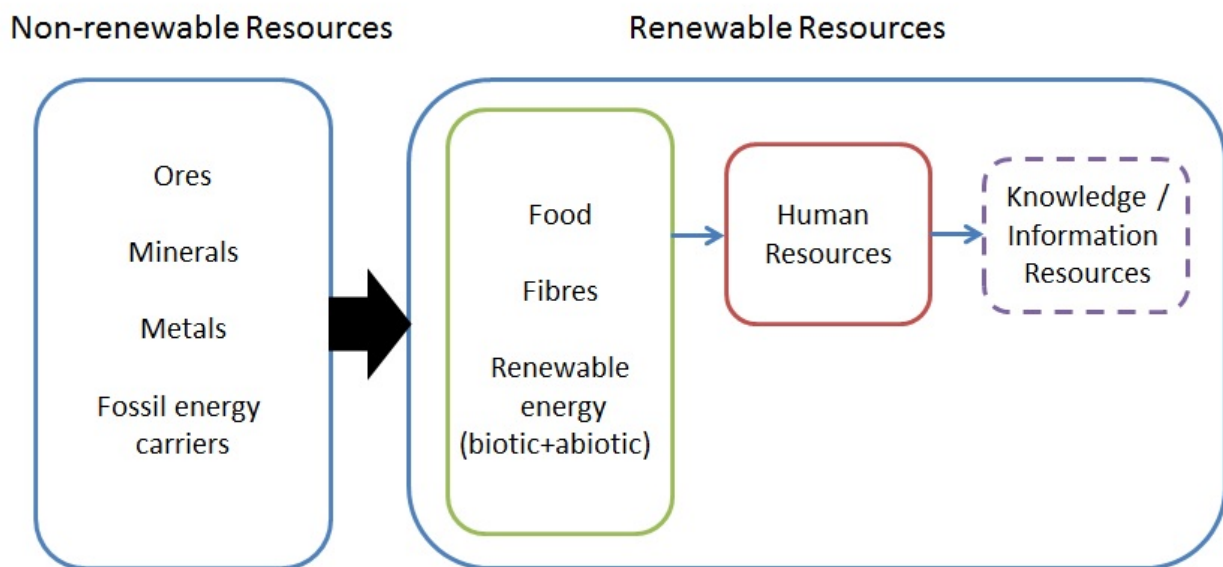 Non-renewable Resources
Renewable Resources
Ores
Minerals
Metals
Fossil energy
carriers
Food
Fibres
Renewable
energy
(biotic+abiotic)
Human
Resources
Knowledge /
Information
Resources